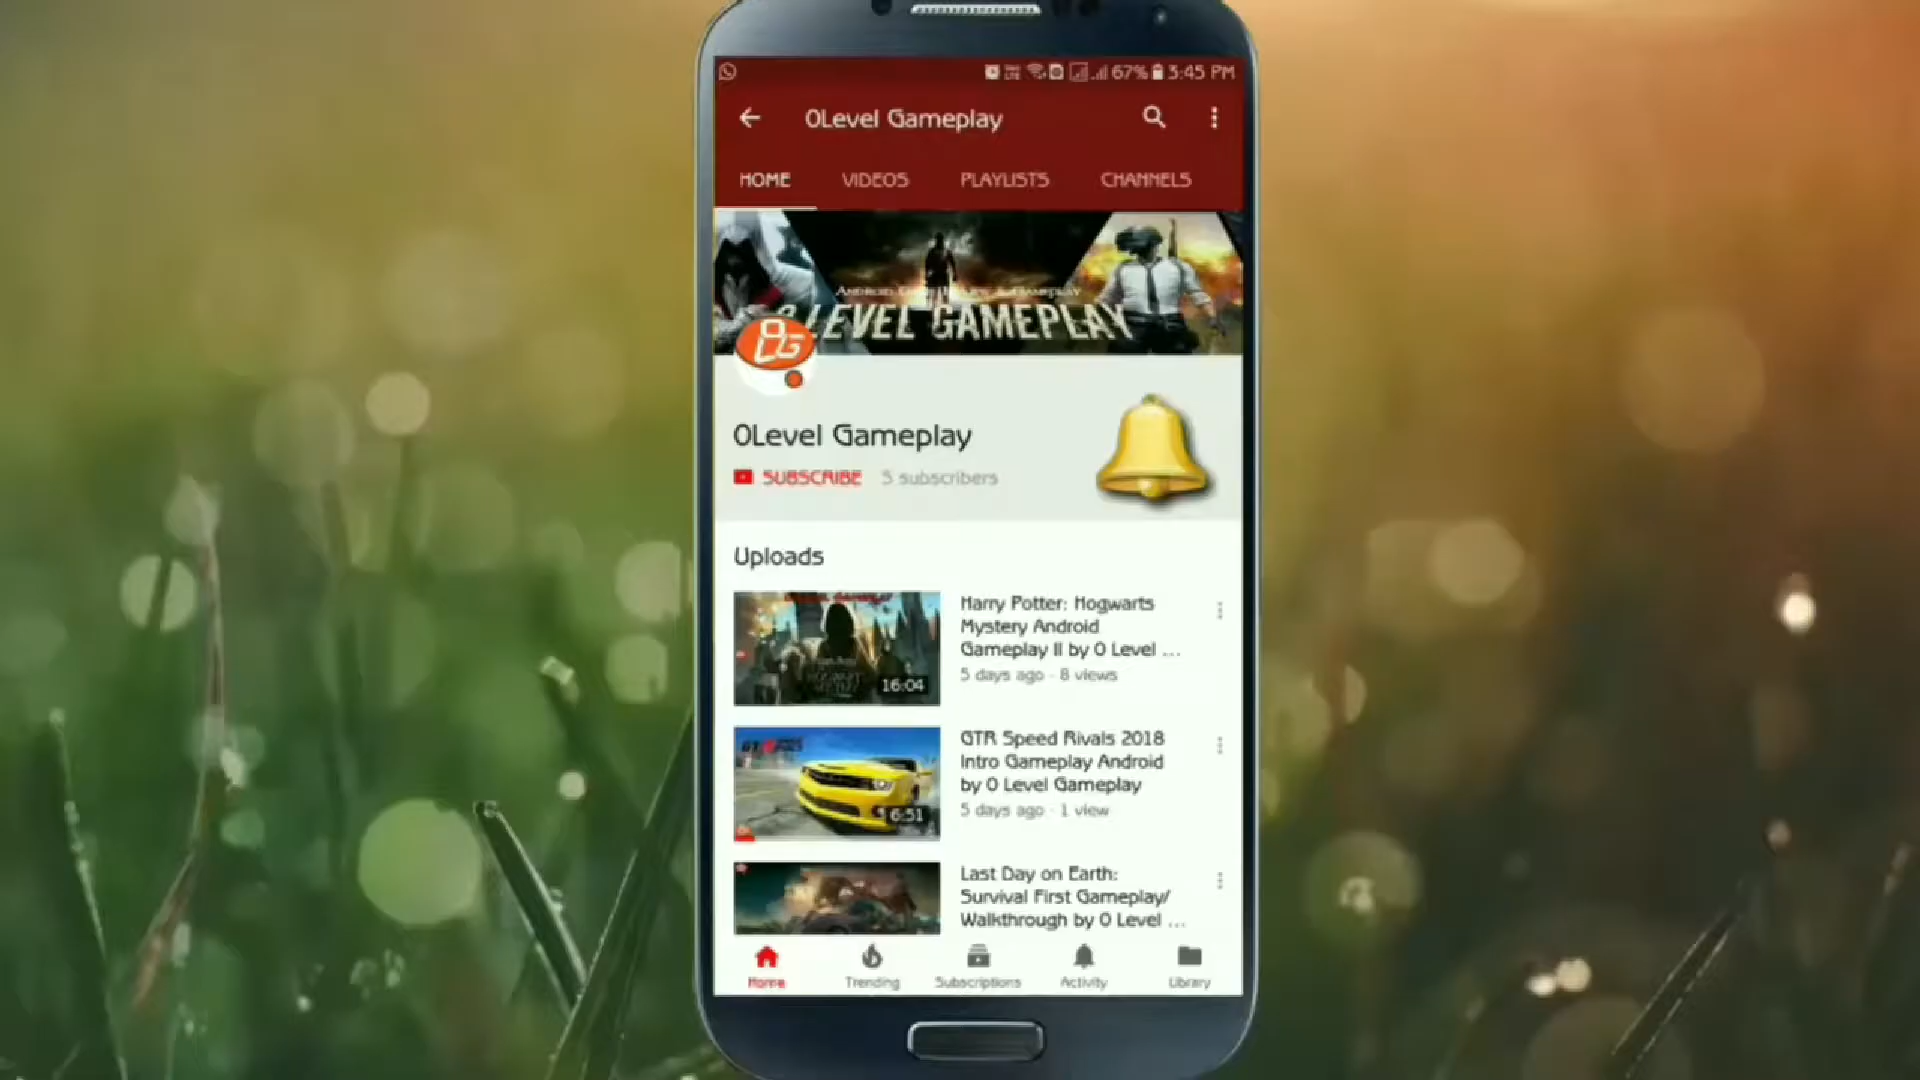 67% 3:45 PM
0Level Gameplay
HOME VIDEOS PLAYLISTS CHANNELS
LEVEL GAMEPLAY
0Level Gameplay
SUBSCRIBE 5 subscribers
Uploads
Harry Potter: Hogwarts
Mystery Android
Gameplay II by 0 Level ...
5 days ago · 8 views
16:04
GTR Speed Rivals 2018
Intro Gameplay Android
by 0 Level Gameplay
5 days ago · 1 view
6:51
Last Day on Earth:
Survival First Gameplay/
Walkthrough by 0 Level ...
Home Trending Subscriptions Activity Library